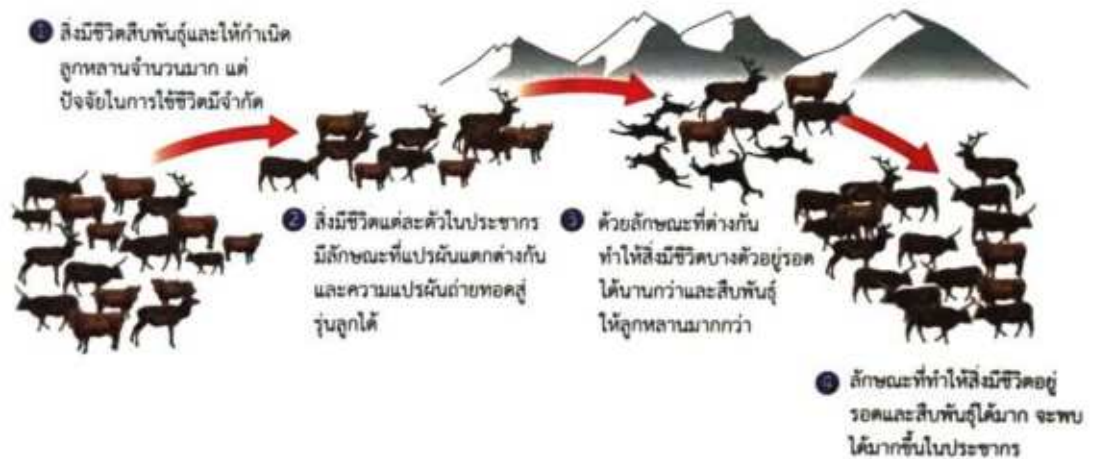 1 สิ่งมีชีวิตสืบพันธุ์และให้กำเนิด
ลูกหลานจำนวนมาก แต่
ปัจจัยในการใช้ชีวิตมีจำกัด
2 สิ่งมีชีวิตแต่ละตัวในประชากร
มีลักษณะที่แปรผันแตกต่างกัน
และความแปรผันถ่ายทอดสู่
รุ่นลูกได้
3 ด้วยลักษณะที่ต่างกัน
ทำให้สิ่งมีชีวิตบางตัวอยู่รอด
ได้นานกว่าและสืบพันธุ์
ให้ลูกหลานมากกว่า
4 ลักษณะที่ทำให้สิ่งมีชีวิตอยู่
รอดและสืบพันธุ์ได้มาก จะพบ
ได้มากขึ้นในประชากร